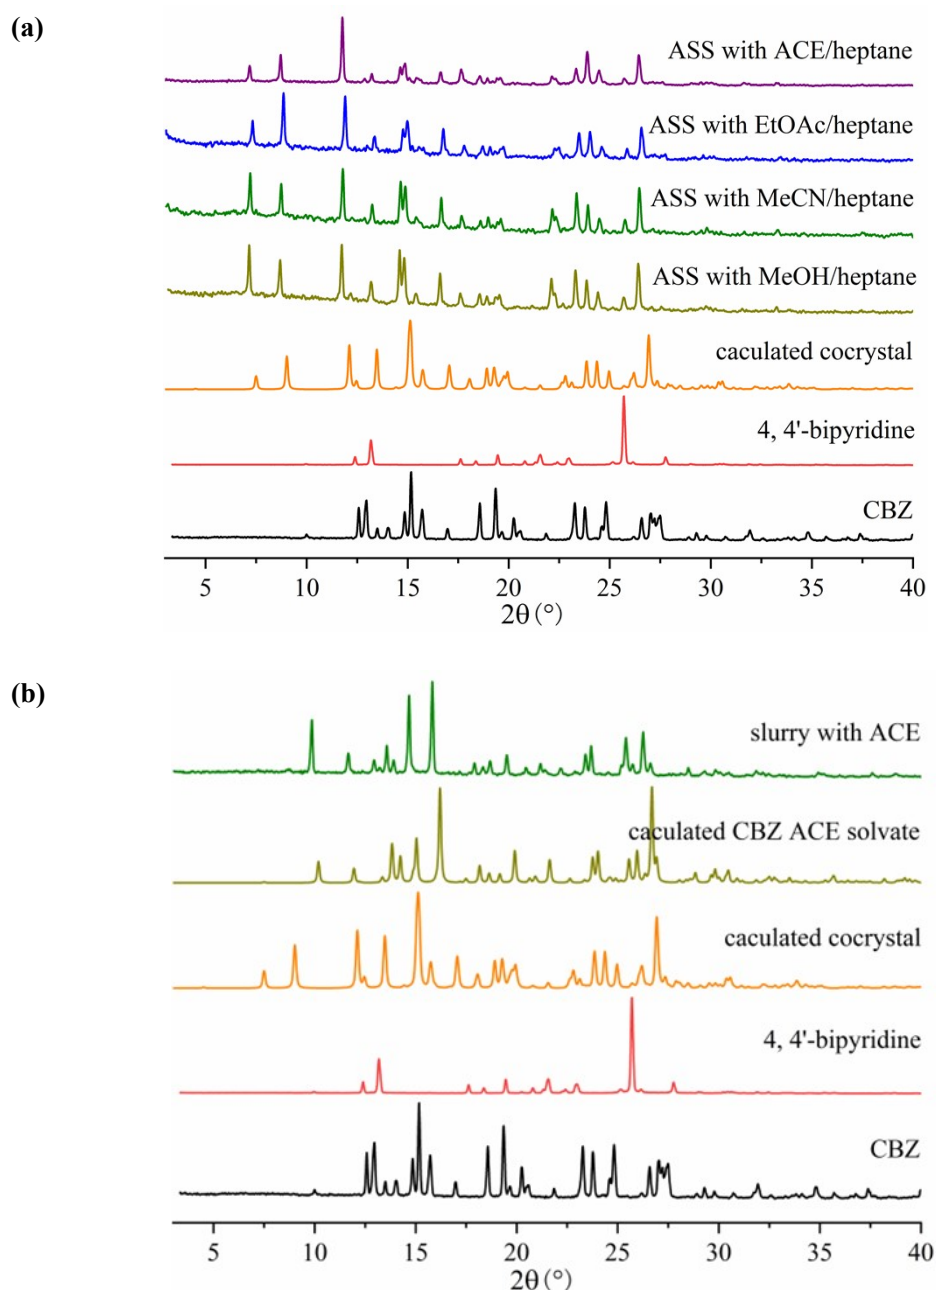 (a)
ASS with ACE/heptane
ASS with EtOAc/heptane
ASS with MeCN/heptane
ASS with MeOH/heptane
caculated cocrystal
4, 4'-bipyridine
CBZ
5 10 15 20 25 30 35 40
2θ(°)
(b)
slurry with ACE
caculated CBZ ACE solvate
caculated cocrystal
4, 4'-bipyridine
CBZ
5 10 15 20 25 30 35 40
2θ(°)